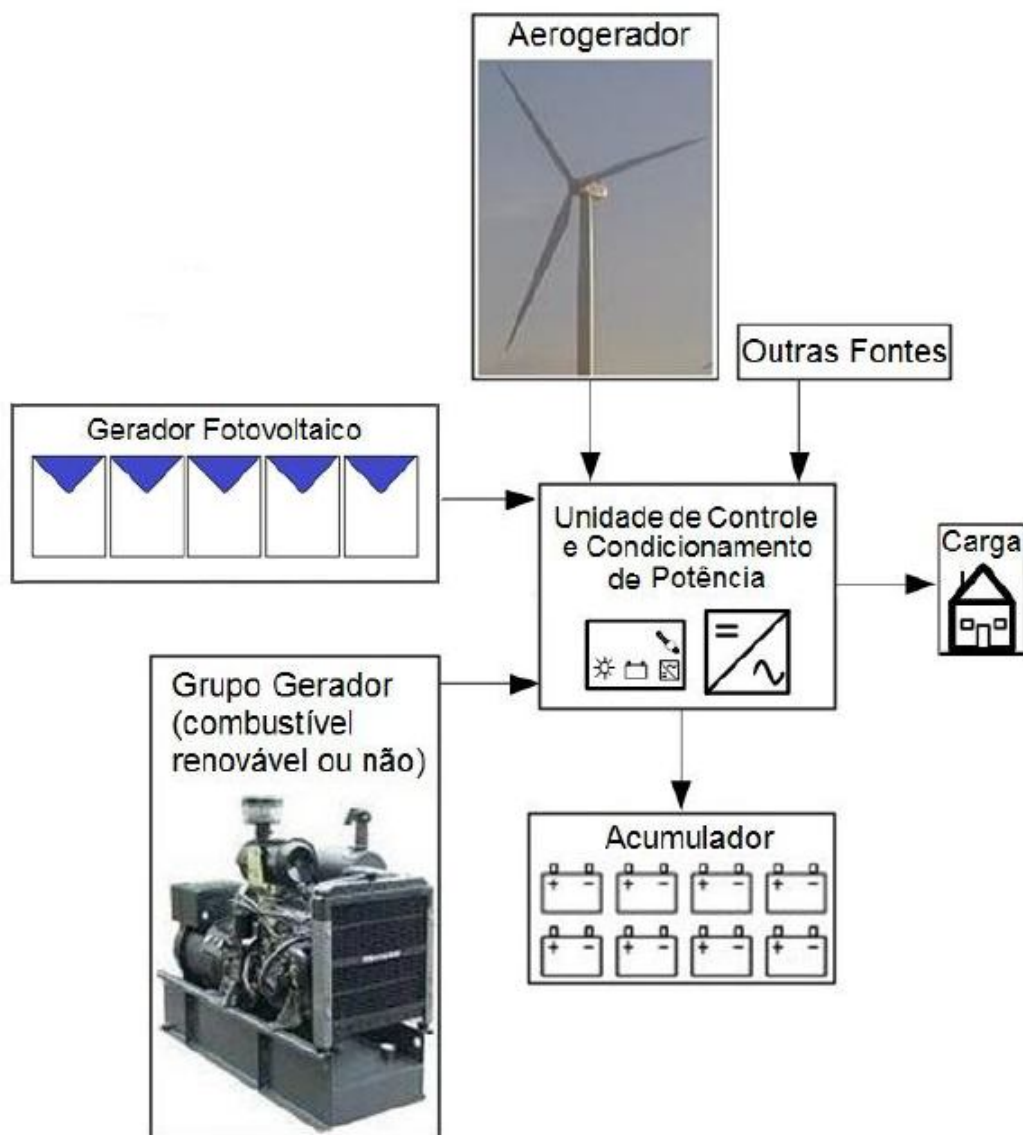 Aerogerador
Outras Fontes
Gerador Fotovoltaico
Unidade de Controle
e Condicionamento
de Potência
Carga
Grupo Gerador
(combustível
renovável ou não)
Acumulador
+ - + - + - + -
+ - + - + - + -